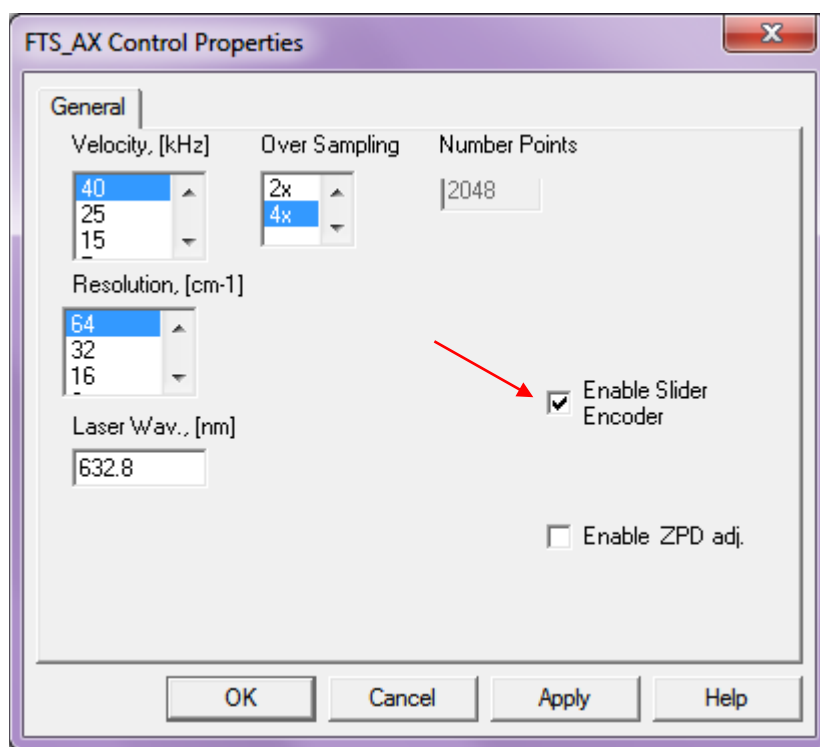 FTS_AX Control Properties
General
Velocity, [kHz]
Over Sampling
Number Points
40
25
15
2x
4x
2048
Resolution, [cm-1]
64
32
16
Enable Slider
Encoder
Laser Wav., [nm]
632.8
Enable ZPD adj.
OK
Cancel
Apply
Help